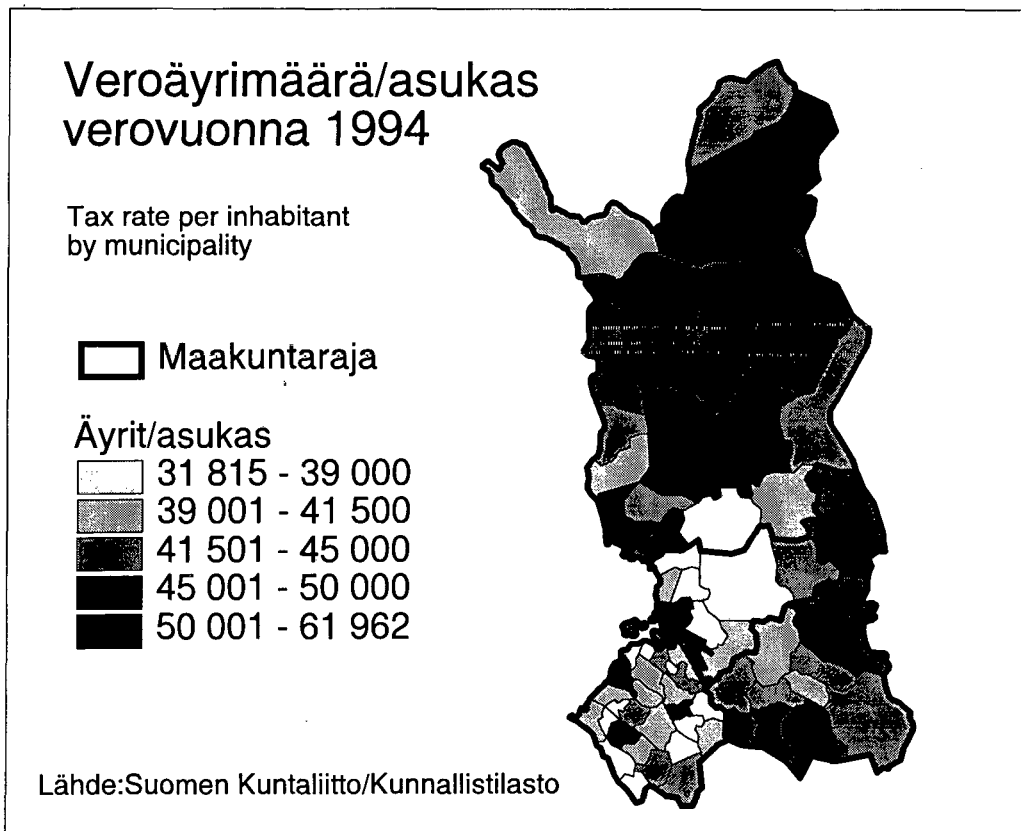 Veroäyrimäärä/asukas
verovuonna 1994
Tax rate per inhabitant
by municipality
Maakuntaraja
Äyrit/asukas
31 815 - 39 000
39 001 - 41 500
41 501 - 45 000
45 001 - 50 000
50 001 - 61 962
Lähde:Suomen Kuntaliitto/Kunnallistilasto